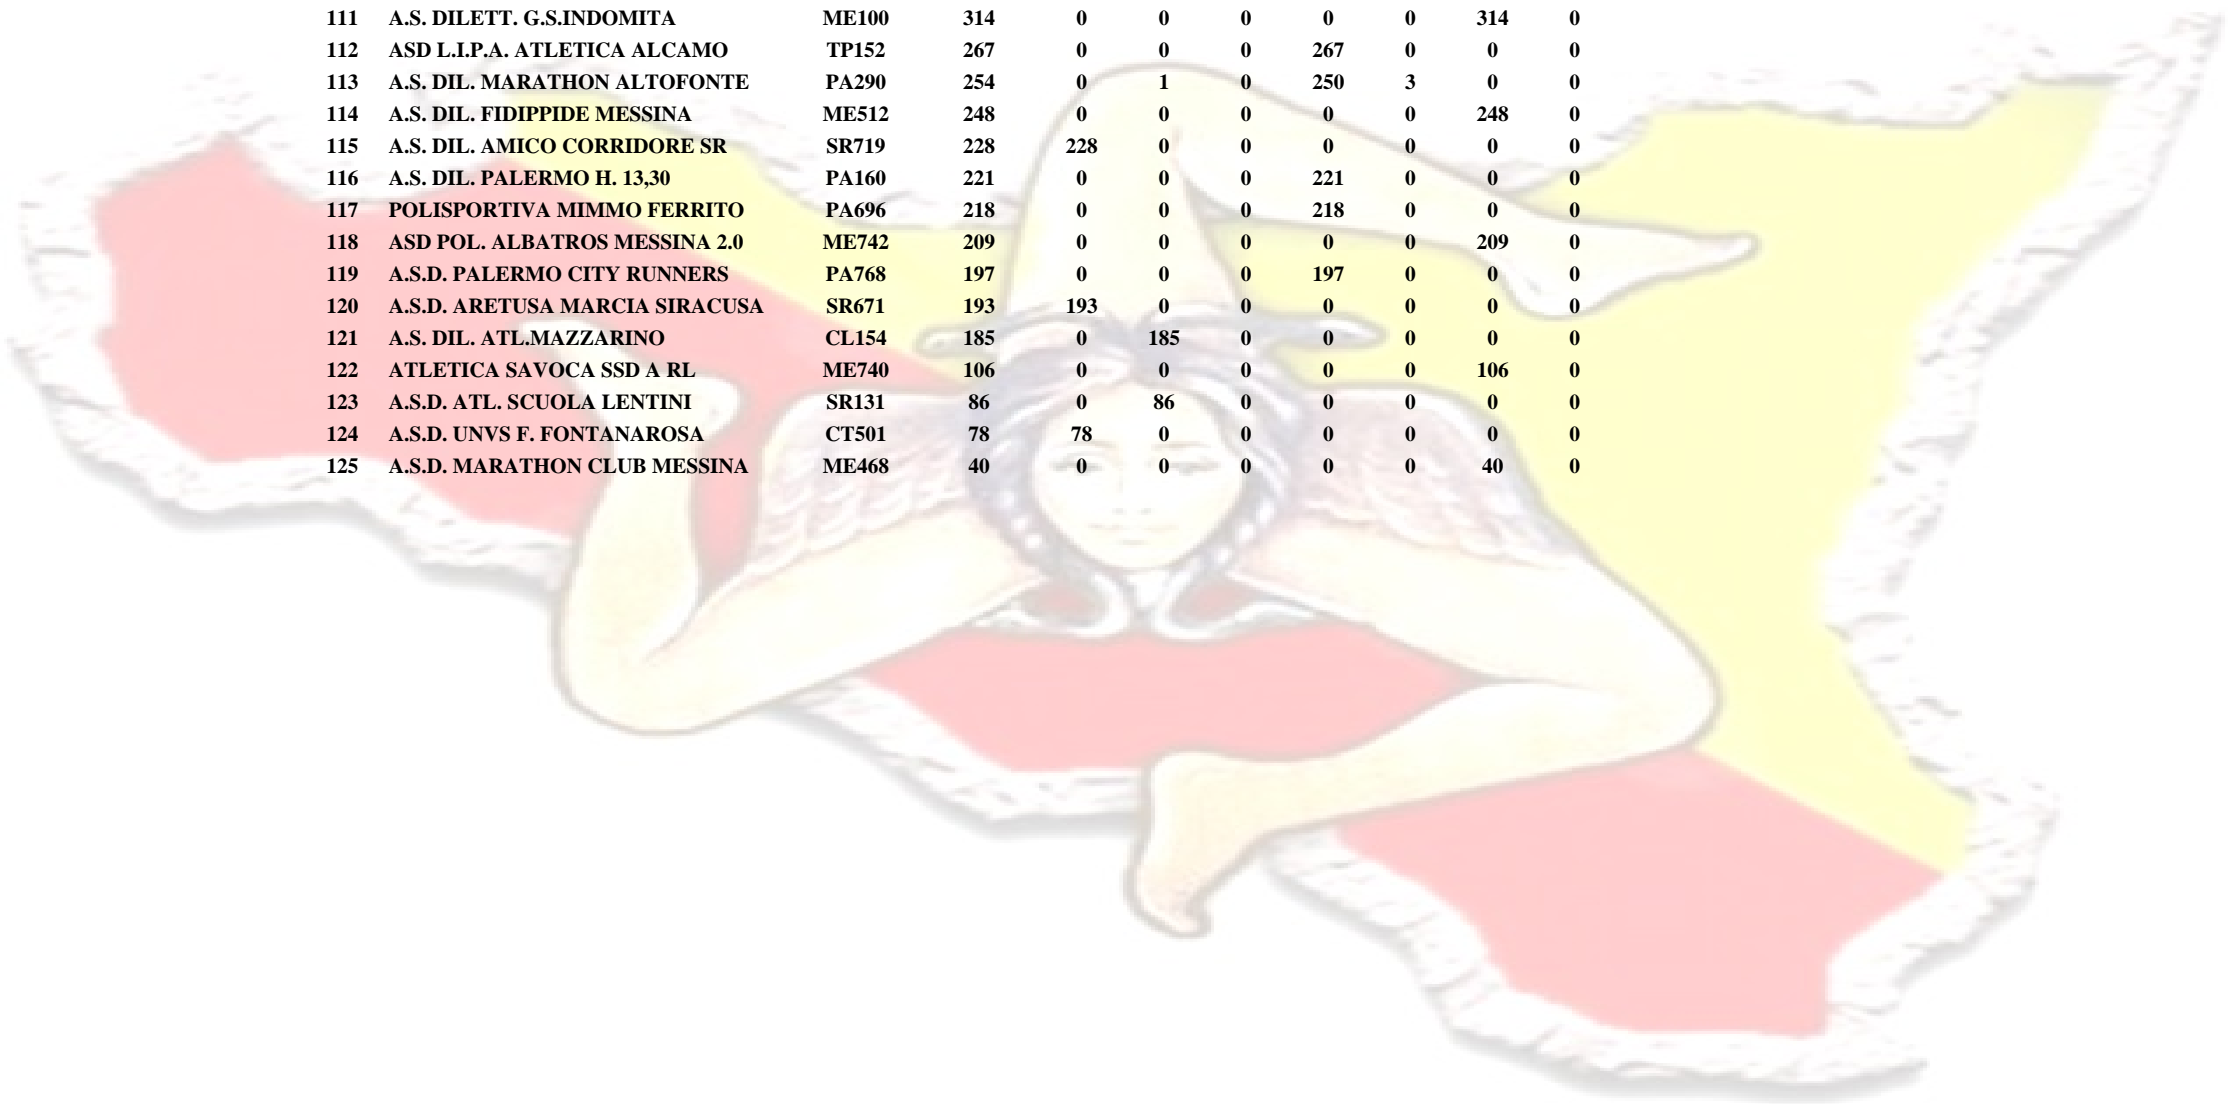 111 A.S. DILETT. G.S.INDOMITA ME100 314 0 0 0 0 0 314 0
112 ASD L.I.P.A. ATLETICA ALCAMO TP152 267 0 0 0 267 0 0 0
113 A.S. DIL. MARATHON ALTOFONTE PA290 254 0 1 0 250 3 0 0
114 A.S. DIL. FIDIPPIDE MESSINA ME512 248 0 0 0 0 0 248 0
115 A.S. DIL. AMICO CORRIDORE SR SR719 228 228 0 0 0 0 0 0
116 A.S. DIL. PALERMO H. 13,30 PA160 221 0 0 0 221 0 0 0
117 POLISPORTIVA MIMMO FERRITO PA696 218 0 0 0 218 0 0 0
118 ASD POL. ALBATROS MESSINA 2.0 ME742 209 0 0 0 0 0 209 0
119 A.S.D. PALERMO CITY RUNNERS PA768 197 0 0 0 197 0 0 0
120 A.S.D. ARETUSA MARCIA SIRACUSA SR671 193 193 0 0 0 0 0 0
121 A.S. DIL. ATL.MAZZARINO CL154 185 0 185 0 0 0 0 0
122 ATLETICA SAVOCA SSD A RL ME740 106 0 0 0 0 0 106 0
123 A.S.D. ATL. SCUOLA LENTINI SR131 86 0 86 0 0 0 0 0
124 A.S.D. UNVS F. FONTANAROSA CT501 78 78 0 0 0 0 0 0
125 A.S.D. MARATHON CLUB MESSINA ME468 40 0 0 0 0 0 40 0